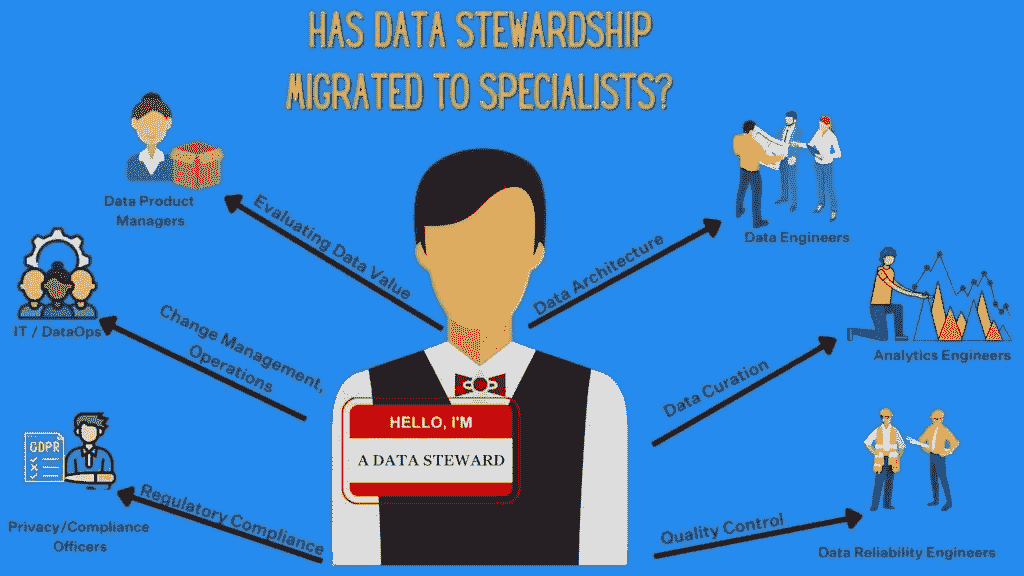 HAS DATA STEWARDSHIP
MIGRATED TO SPECIALISTS?
Data Product
Managers
Evaluating Data Value
IT / DataOps
Change Management,
Operations
GDPR
Privacy/Compliance
Officers
Regulatory Compliance
HELLO, I'M
A DATA STEWARD
Data Architecture
Data Engineers
Data Curation
Analytics Engineers
Quality Control
Data Reliability Engineers